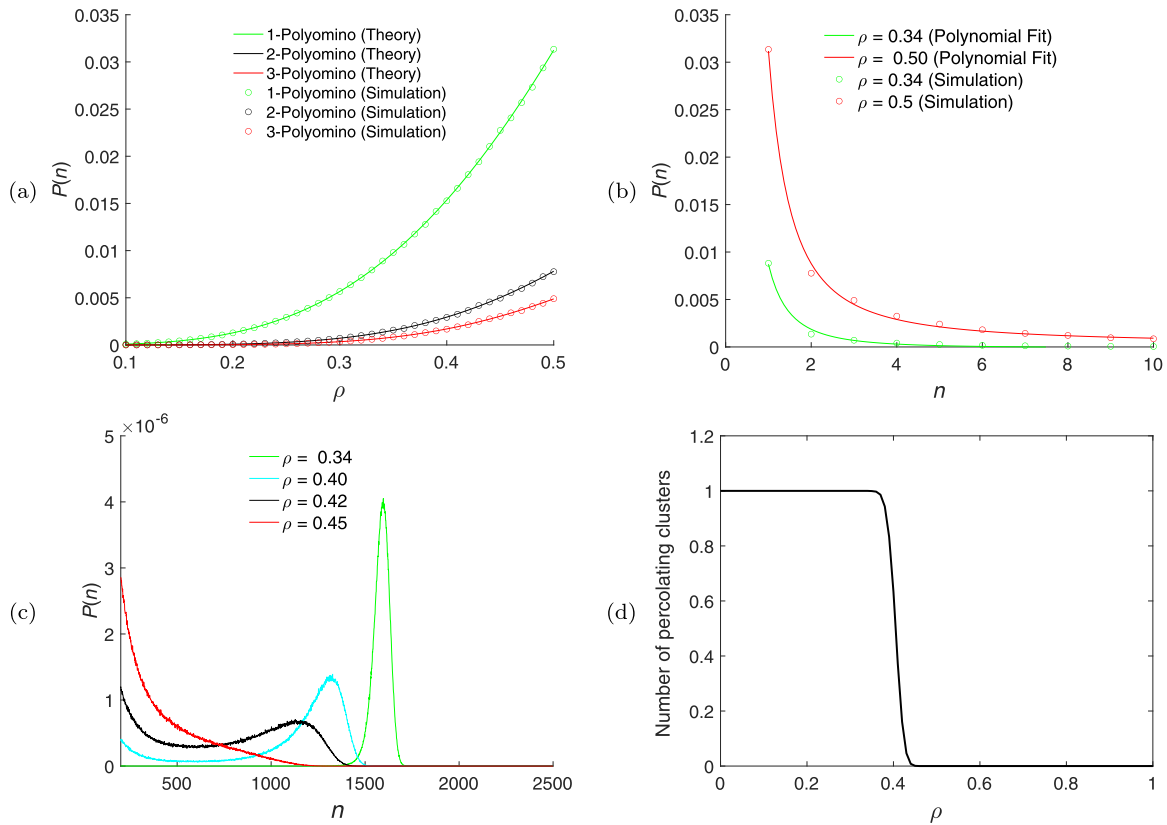 (a)
P(n)
0.035
0.03
0.025
0.02
0.015
0.01
0.005
0
0.1
0.2
0.3
0.4
0.5
ρ
1-Polyomino (Theory)
2-Polyomino (Theory)
3-Polyomino (Theory)
1-Polyomino (Simulation)
2-Polyomino (Simulation)
3-Polyomino (Simulation)
(b)
P(n)
0.035
0.03
0.025
0.02
0.015
0.01
0.005
0
0
2
4
6
8
10
n
ρ = 0.34 (Polynomial Fit)
ρ = 0.50 (Polynomial Fit)
ρ = 0.34 (Simulation)
ρ = 0.5 (Simulation)
(c)
P(n)
×10-6
5
4
3
2
1
0
500
1000
1500
2000
2500
n
ρ = 0.34
ρ = 0.40
ρ = 0.42
ρ = 0.45
(d)
Number of percolating clusters
1.2
1
0.8
0.6
0.4
0.2
0
0
0.2
0.4
0.6
0.8
1
ρ